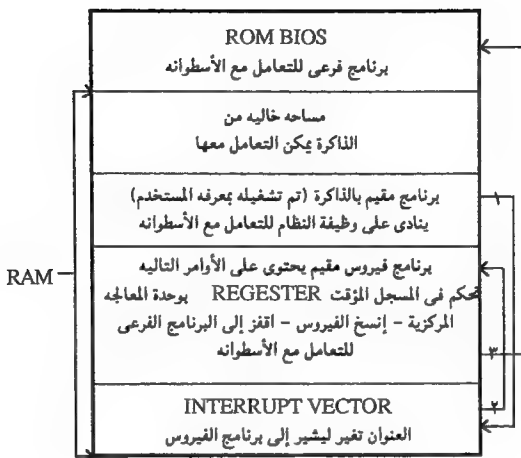 ROM BIOS
برنامج فرعى للتعامل مع الأسطوانه
مساحه خاليه من
الذاكرة يمكن التعامل معها
برنامج مقيم بالذاكرة (تم تشغيله بمعرفه المستخدم)
١
ينادى على وظيفة النظام للتعامل مع الأسطوانه
RAM
برنامج فيروس مقيم يحتوى على الأوامر التاليه
تحكم فى المسجل المؤقت REGESTER بوحدة المعالجه
المركزية - إنسخ الفيروس - اقفز إلى البرنامج الفرعى
٣
للتعامل مع الأسطوانه
INTERRUPT VECTOR
٢
العنوان تغير ليشير إلى برنامج الفيروس